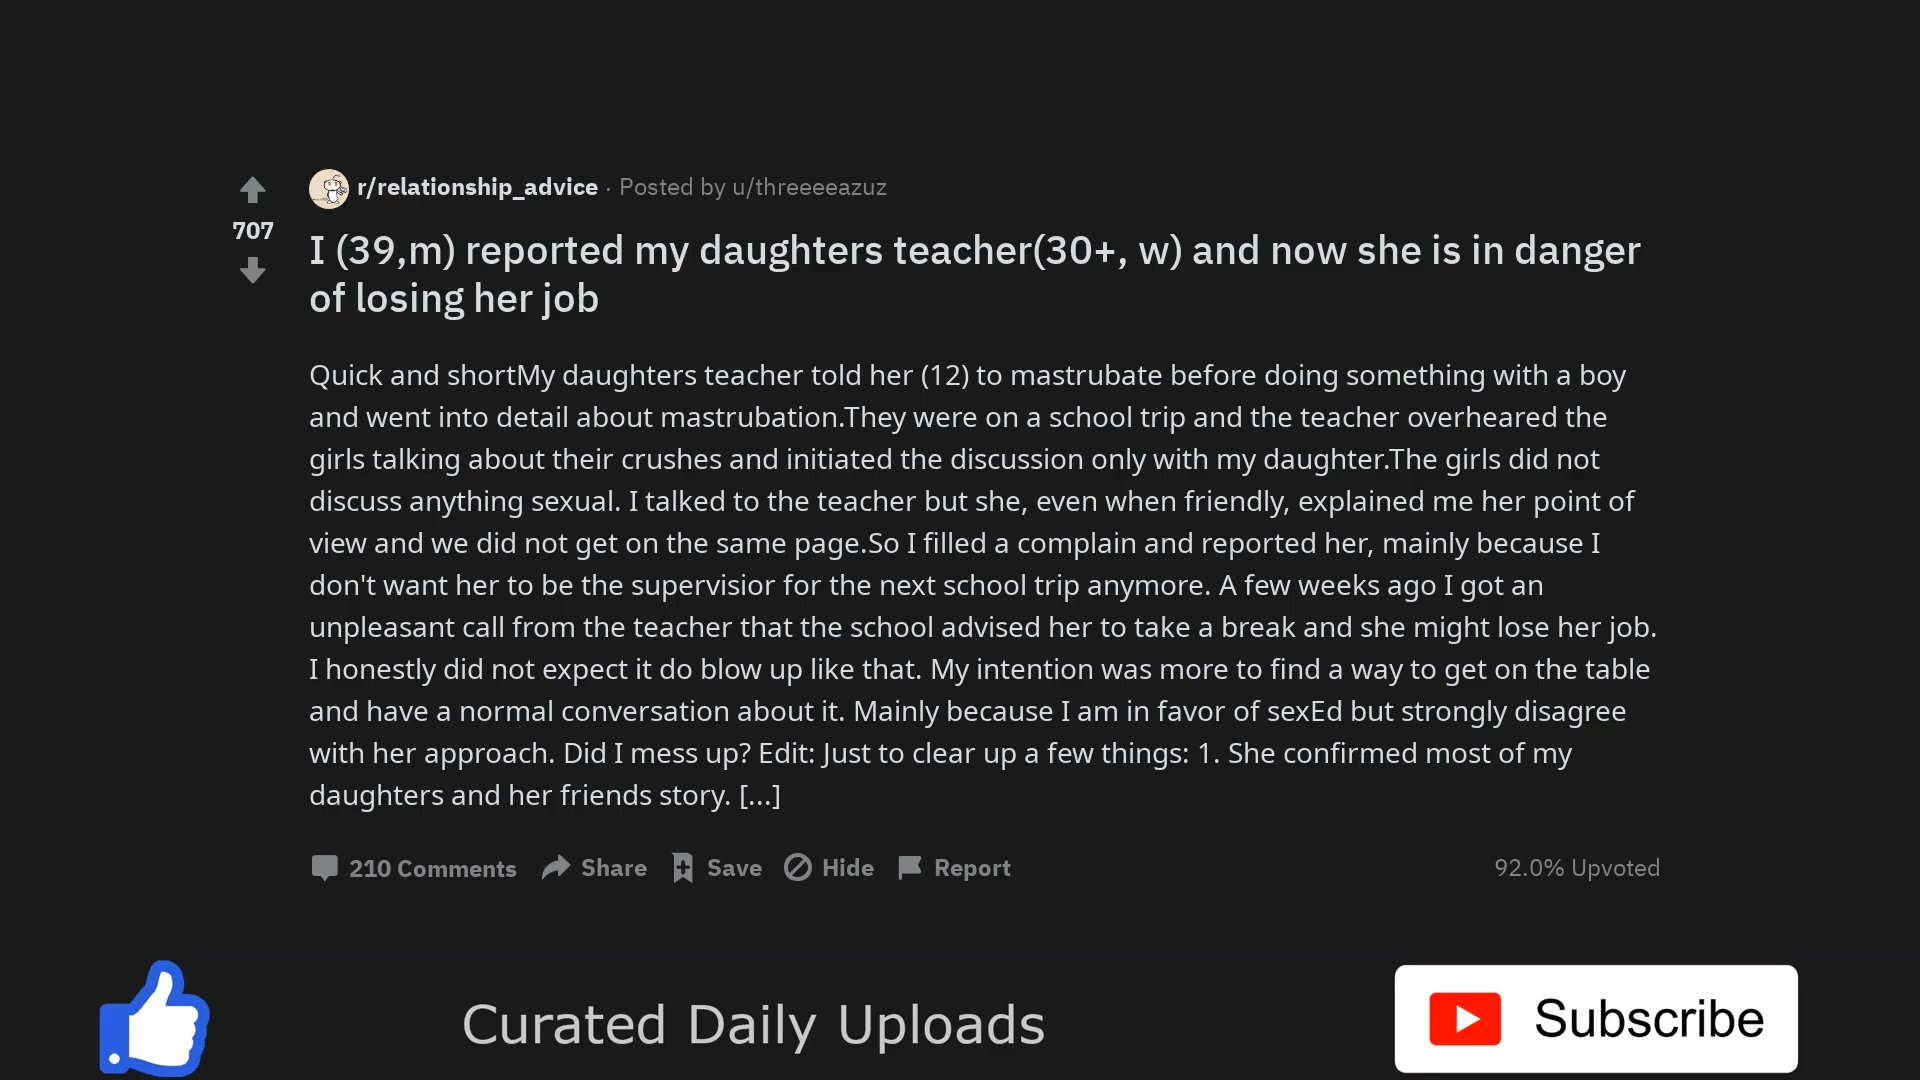 r/relationship_advice · Posted by u/threeeeazuz
707
I (39,m) reported my daughters teacher(30+, w) and now she is in danger
of losing her job
Quick and shortMy daughters teacher told her (12) to mastrubate before doing something with a boy
and went into detail about mastrubation.They were on a school trip and the teacher overheared the
girls talking about their crushes and initiated the discussion only with my daughter.The girls did not
discuss anything sexual. I talked to the teacher but she, even when friendly, explained me her point of
view and we did not get on the same page.So I filled a complain and reported her, mainly because I
don't want her to be the supervisior for the next school trip anymore. A few weeks ago I got an
unpleasant call from the teacher that the school advised her to take a break and she might lose her job.
I honestly did not expect it do blow up like that. My intention was more to find a way to get on the table
and have a normal conversation about it. Mainly because I am in favor of sexEd but strongly disagree
with her approach. Did I mess up? Edit: Just to clear up a few things: 1. She confirmed most of my
daughters and her friends story. [...]
210 Comments Share Save Hide Report 92.0% Upvoted
Curated Daily Uploads
Subscribe